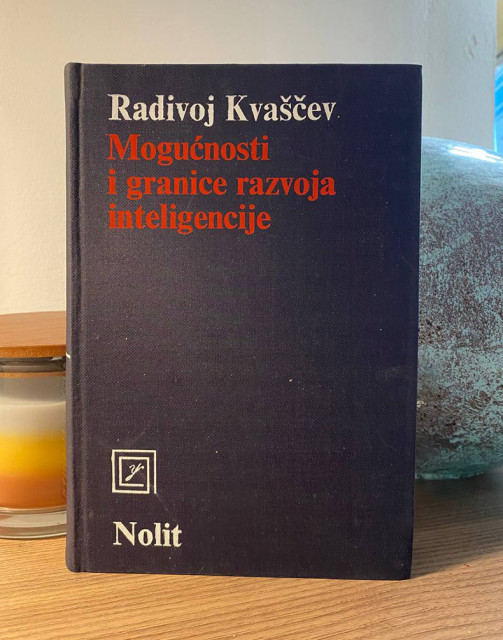 Radivoj Kvaščev
Mogućnosti
i granice razvoja
inteligencije
Nolit